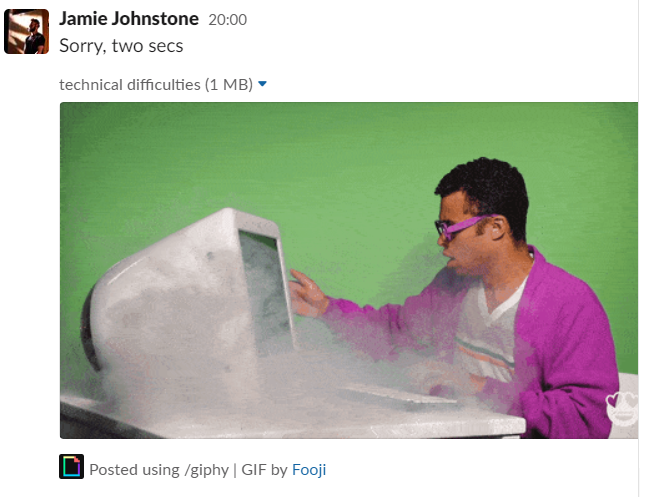 Jamie Johnstone 20:00
Sorry, two secs
technical difficulties (1 MB)
Posted using /giphy | GIF by Fooji